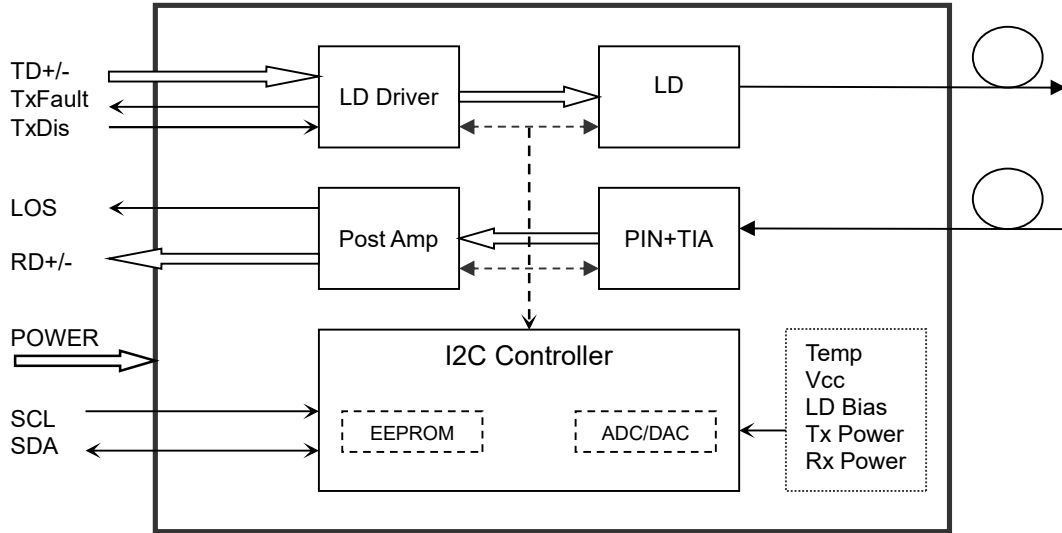 TD+/-
TxFault
TxDis
LD Driver
LD
LOS
RD+/-
Post Amp
PIN+TIA
POWER
SCL
SDA
I2C Controller
EEPROM
ADC/DAC
Temp
Vcc
LD Bias
Tx Power
Rx Power